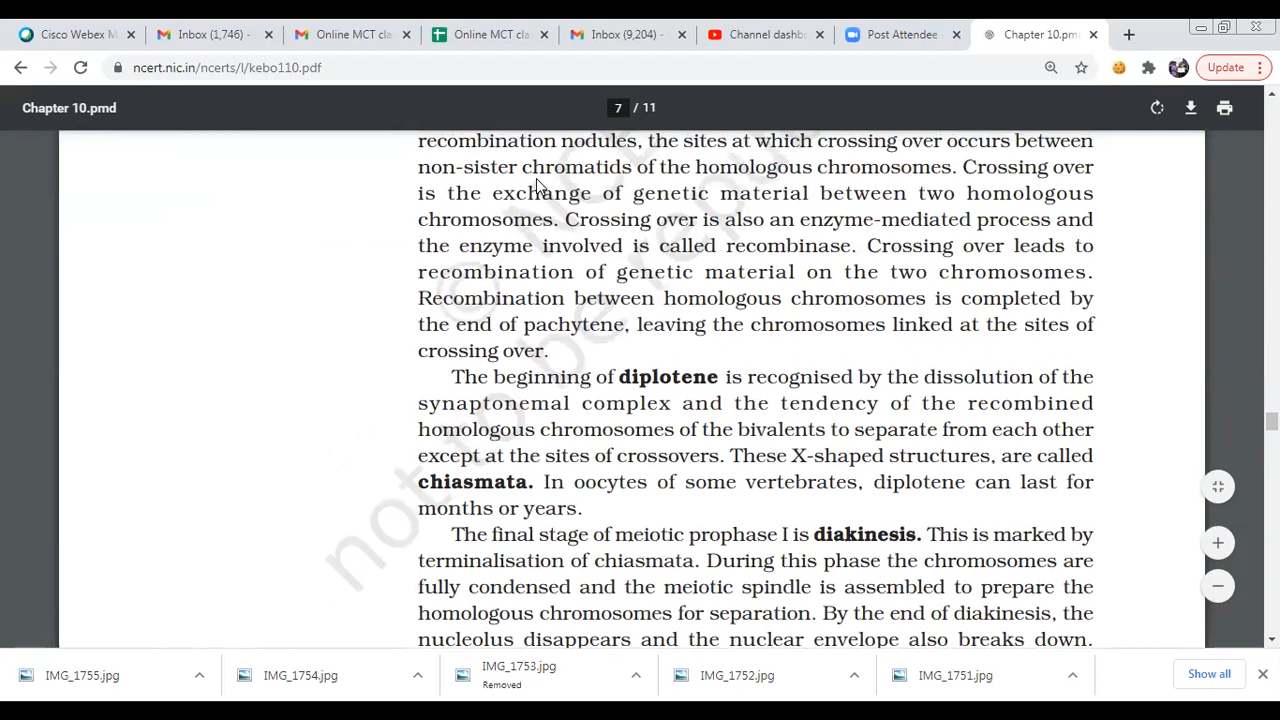 Cisco Webex M
Inbox (1,746) -
Online MCT cla
Online MCT cla
Inbox (9,204) -
Channel dashb
Post Attendee
Chapter 10.pm
ncert.nic.in/ncerts/l/kebo110.pdf
Update
Chapter 10.pmd
7 / 11
recombination nodules, the sites at which crossing over occurs between
non-sister chromatids of the homologous chromosomes. Crossing over
is the exchange of genetic material between two homologous
chromosomes. Crossing over is also an enzyme-mediated process and
the enzyme involved is called recombinase. Crossing over leads to
recombination of genetic material on the two chromosomes.
Recombination between homologous chromosomes is completed by
the end of pachytene, leaving the chromosomes linked at the sites of
crossing over.
The beginning of diplotene is recognised by the dissolution of the
synaptonemal complex and the tendency of the recombined
homologous chromosomes of the bivalents to separate from each other
except at the sites of crossovers. These X-shaped structures, are called
chiasmata. In oocytes of some vertebrates, diplotene can last for
months or years.
The final stage of meiotic prophase I is diakinesis. This is marked by
terminalisation of chiasmata. During this phase the chromosomes are
fully condensed and the meiotic spindle is assembled to prepare the
homologous chromosomes for separation. By the end of diakinesis, the
nucleolus disappears and the nuclear envelope also breaks down.
© NC
not to be repu
IMG_1755.jpg
IMG_1754.jpg
IMG_1753.jpg
Removed
IMG_1752.jpg
IMG_1751.jpg
Show all